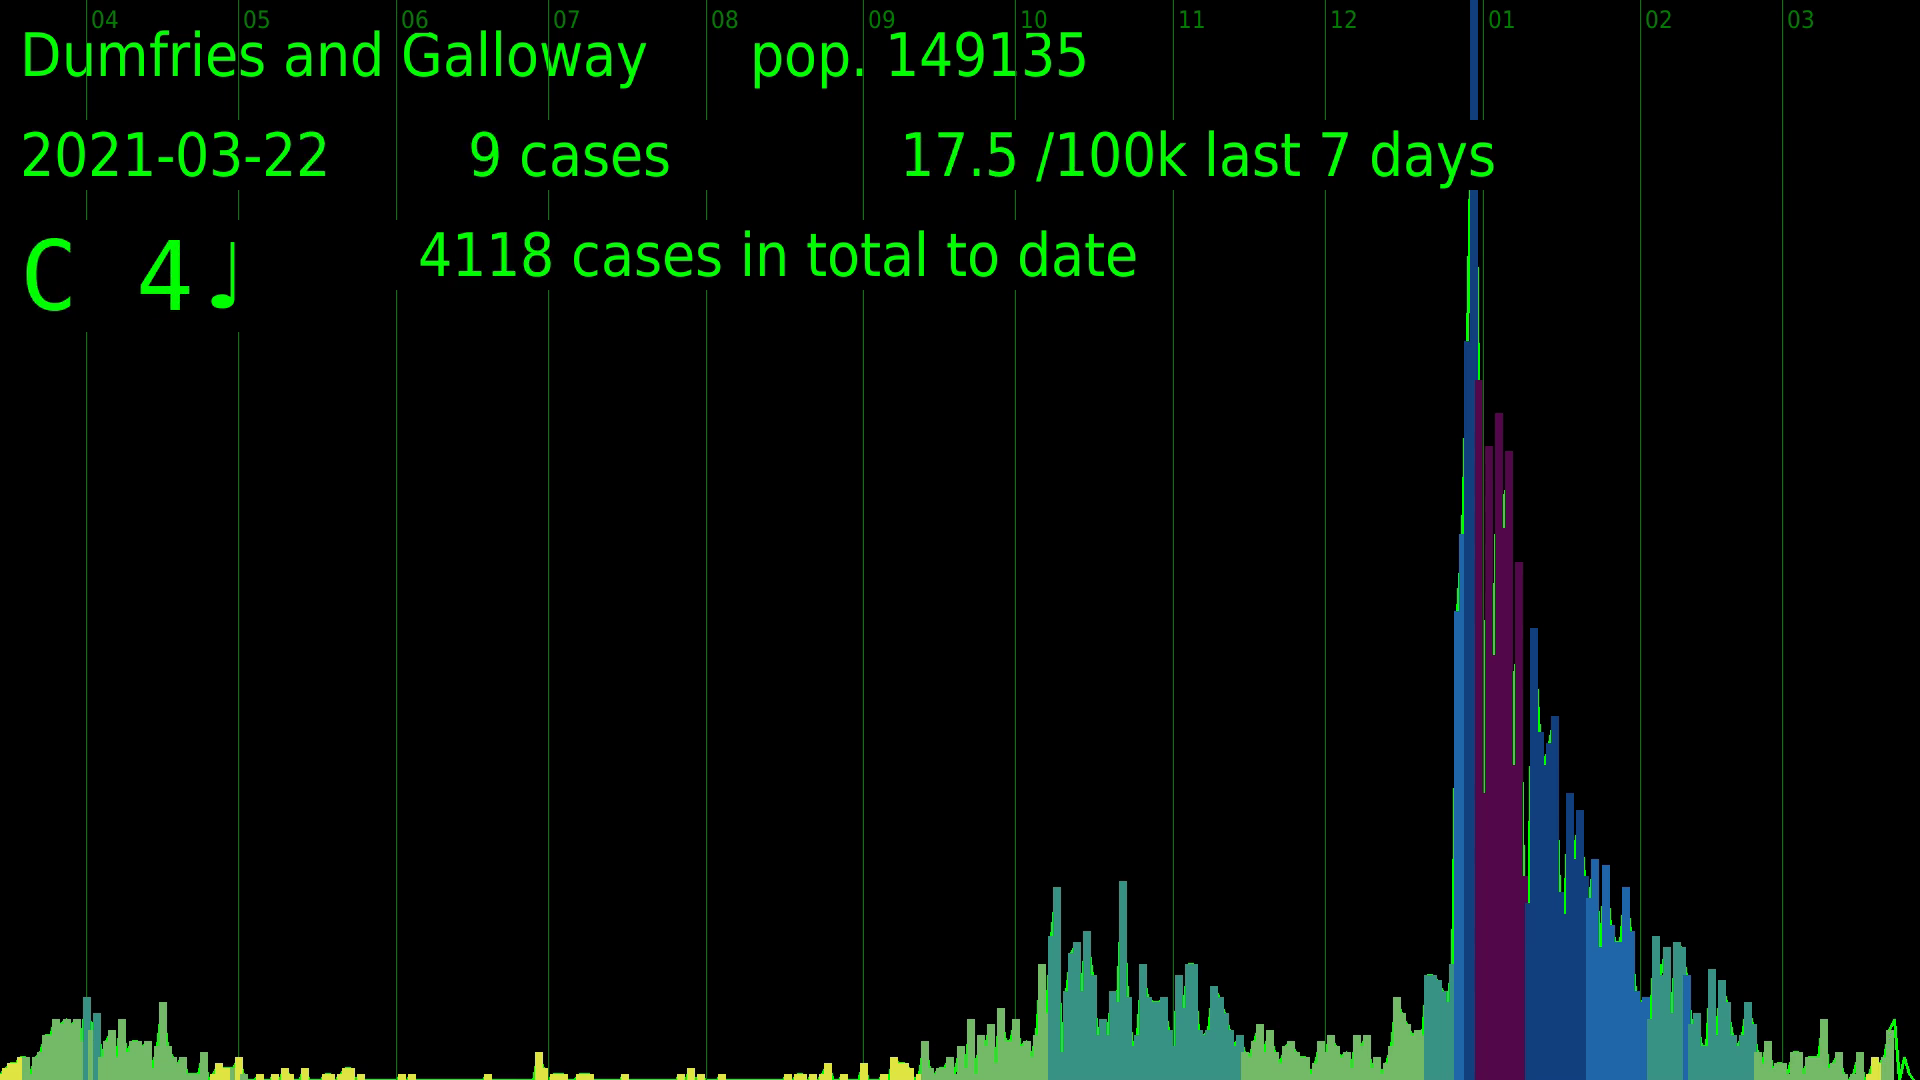 04 05 06 07 08 09 10 11 12 01 02 03
Dumfries and Galloway pop. 149135
2021-03-22 9 cases 17.5 /100k last 7 days
C 4♩ 4118 cases in total to date